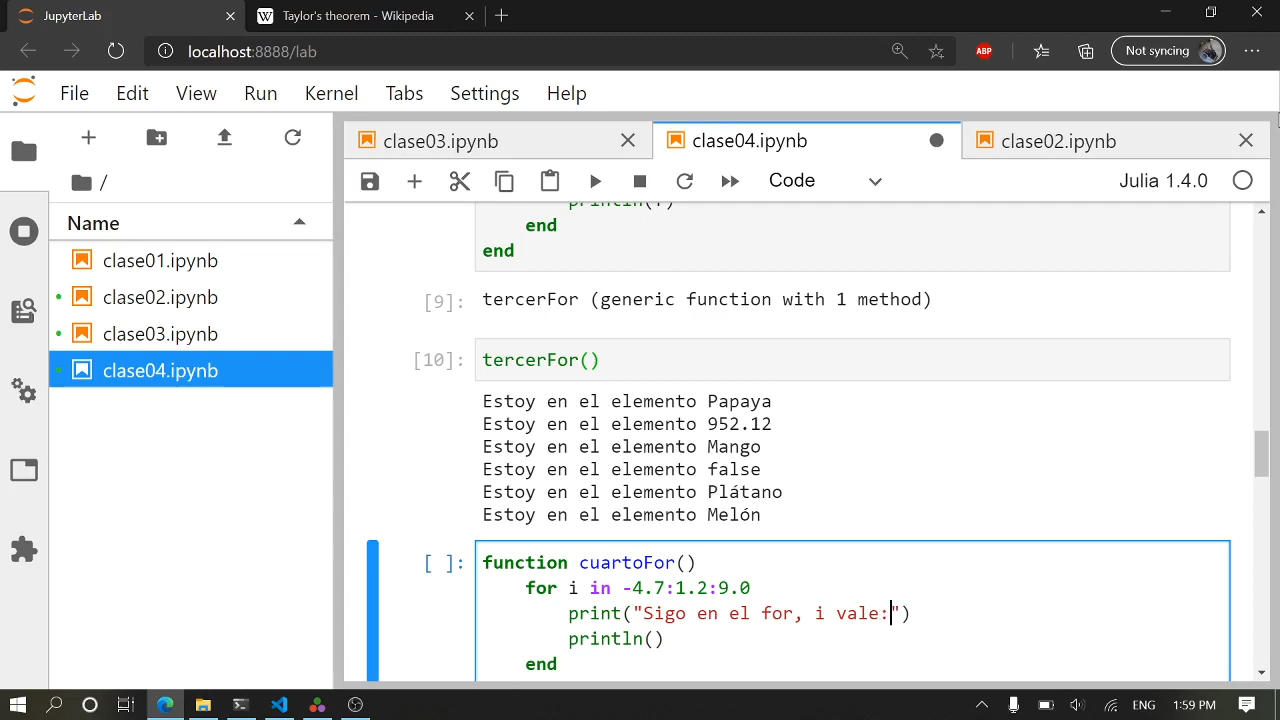 JupyterLab
Taylor's theorem - Wikipedia
localhost:8888/lab
ABP
Not syncing
File Edit View Run Kernel Tabs Settings Help
clase03.ipynb
clase04.ipynb
clase02.ipynb
/
Code
Julia 1.4.0
Name
clase01.ipynb
clase02.ipynb
clase03.ipynb
clase04.ipynb
println(f)
end
end
[9]: tercerFor (generic function with 1 method)
[10]: tercerFor()
Estoy en el elemento Papaya
Estoy en el elemento 952.12
Estoy en el elemento Mango
Estoy en el elemento false
Estoy en el elemento Plátano
Estoy en el elemento Melón
[ ]: function cuartoFor()
for i in -4.7:1.2:9.0
print("Sigo en el for, i vale:")
println()
end
ENG 1:59 PM